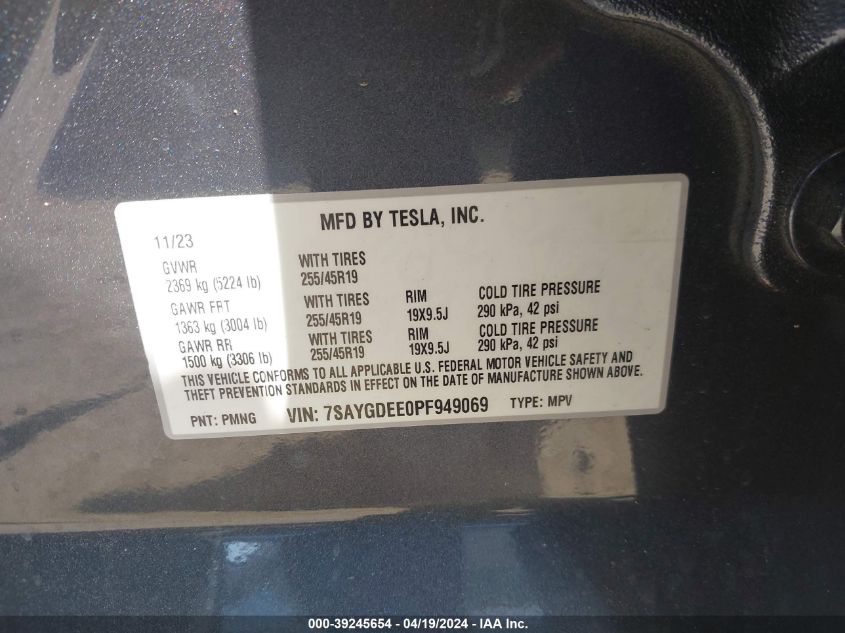 MFD BY TESLA, INC.
11/23
GVWR
2369 kg (5224 lb)
WITH TIRES
255/45R19
GAWR FRT
1363 kg (3004 lb)
WITH TIRES
255/45R19
RIM
19X9.5J
COLD TIRE PRESSURE
290 kPa, 42 psi
GAWR RR
1500 kg (3306 lb)
WITH TIRES
255/45R19
RIM
19X9.5J
COLD TIRE PRESSURE
290 kPa, 42 psi
THIS VEHICLE CONFORMS TO ALL APPLICABLE U.S. FEDERAL MOTOR VEHICLE SAFETY AND
THEFT PREVENTION STANDARDS IN EFFECT ON THE DATE OF MANUFACTURE SHOWN ABOVE.
PNT: PMNG VIN: 7SAYGDEE0PF949069 TYPE: MPV
000-39245654 - 04/19/2024 - IAA Inc.